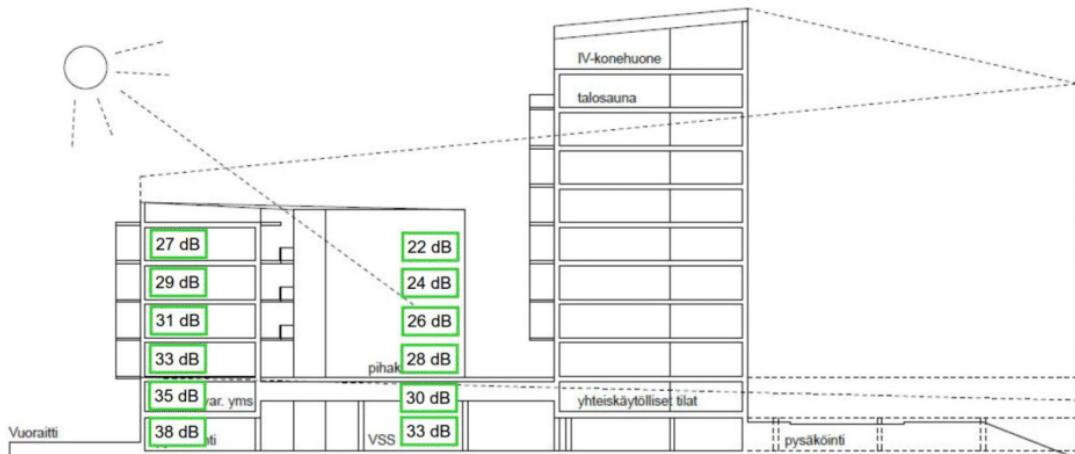 IV-konehuone
talosauna
27 dB
22 dB
29 dB
24 dB
31 dB
26 dB
33 dB
28 dB
35 dB
var. yms
30 dB
yhteiskäytölliset tilat
Vuoraitti
38 dB
VSS
33 dB
pysäköinti